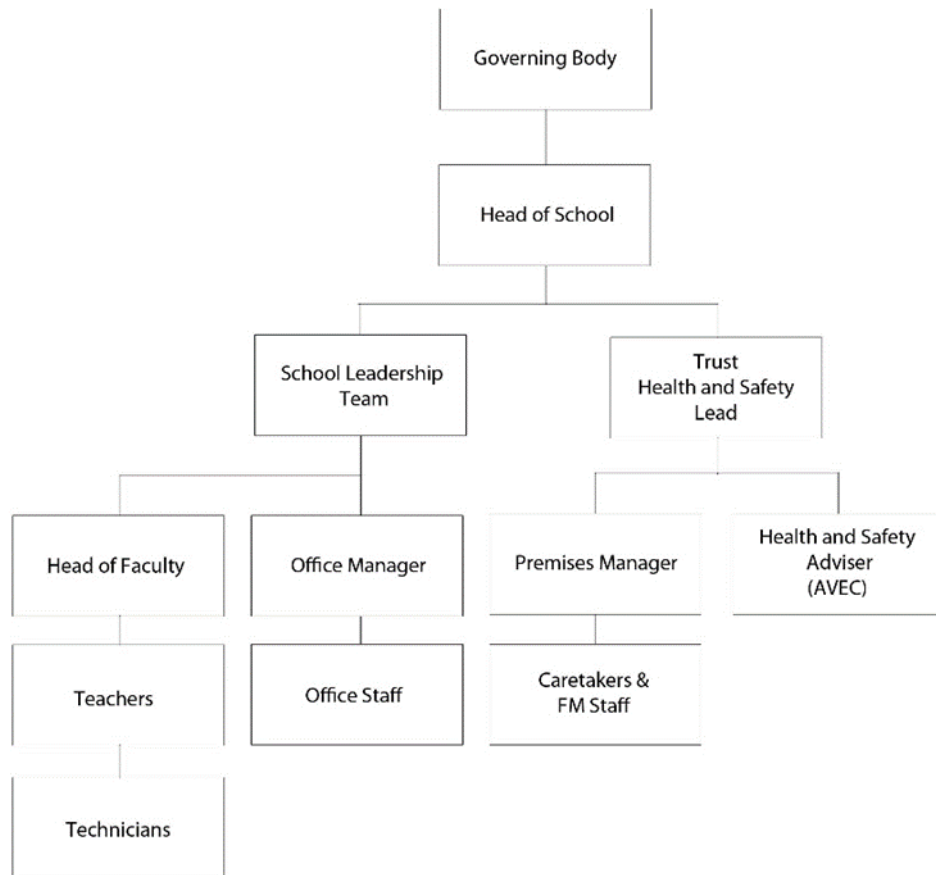 Governing Body
Head of School
School Leadership
Team
Trust
Health and Safety
Lead
Head of Faculty
Office Manager
Premises Manager
Health and Safety
Adviser
(AVEC)
Teachers
Office Staff
Caretakers &
FM Staff
Technicians